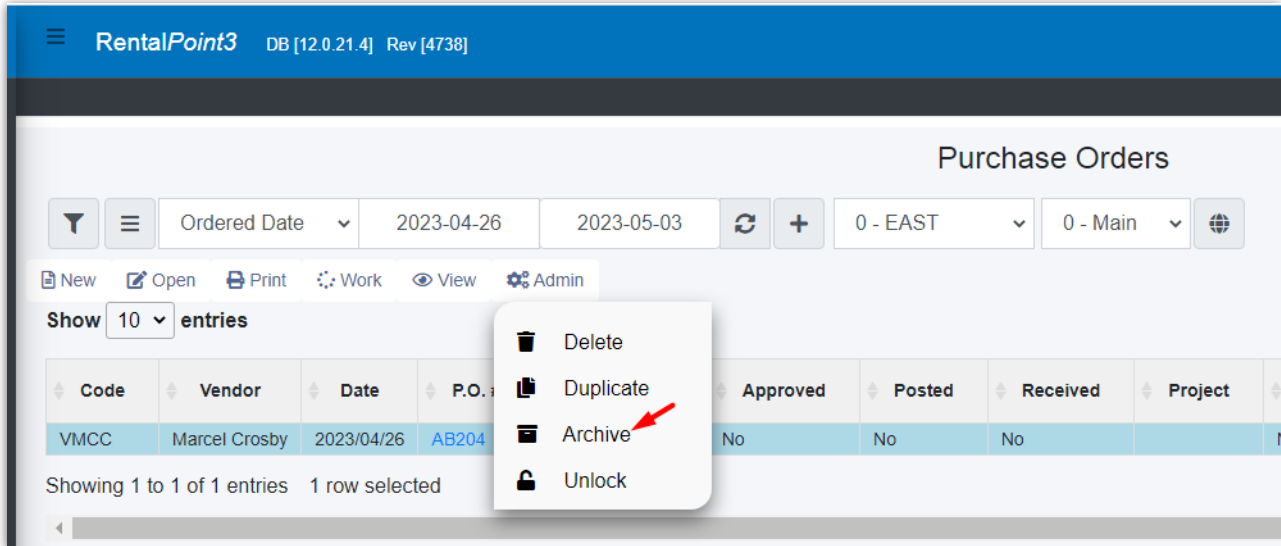 RentalPoint3 DB [12.0.21.4] Rev [4738]
Purchase Orders
Ordered Date 2023-04-26 2023-05-03 0 - EAST 0 - Main
New Open Print Work View Admin
Show 10 entries
Delete
Duplicate
Archive
Unlock
Code Vendor Date P.O. Approved Posted Received Project
VMCC Marcel Crosby 2023/04/26 AB204 No No No
Showing 1 to 1 of 1 entries 1 row selected